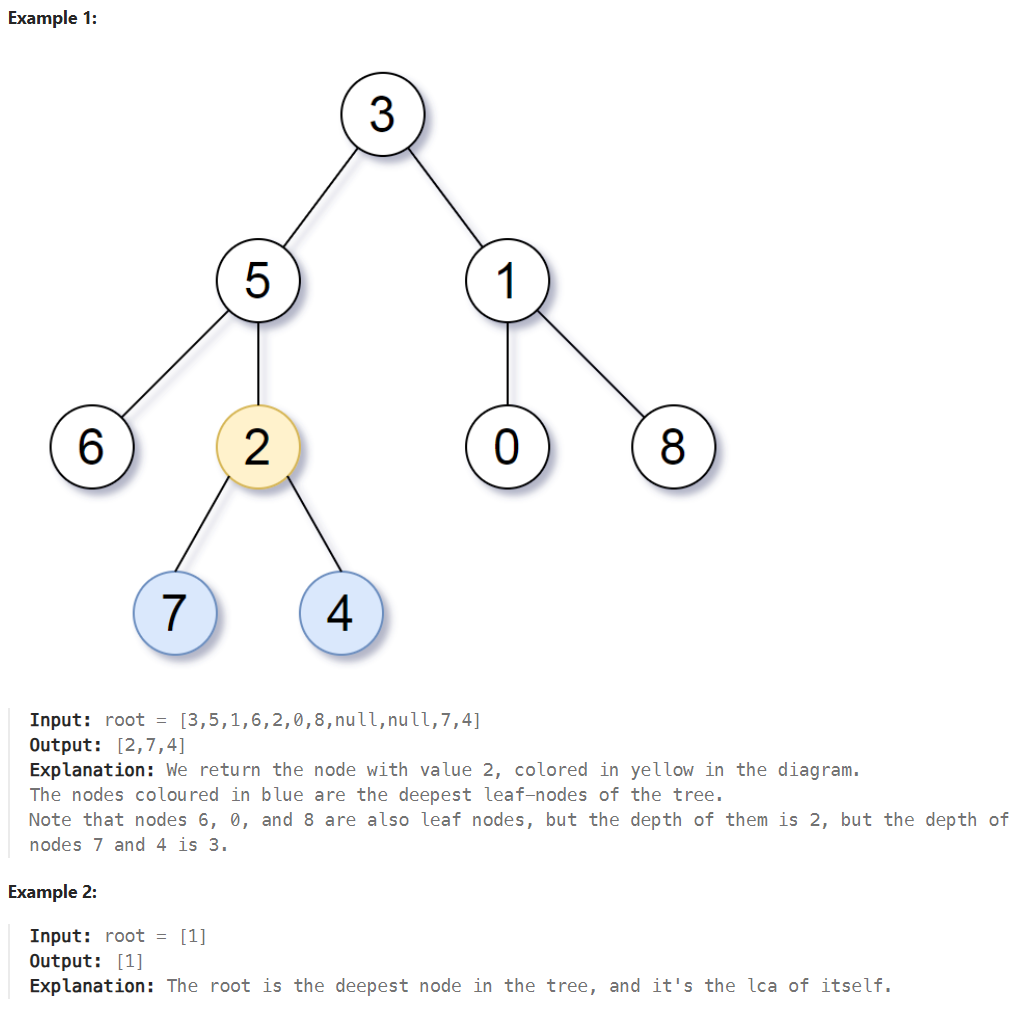 Example 1:
3
5 1
6 2 0 8
7 4
Input: root = [3,5,1,6,2,0,8,null,null,7,4]
Output: [2,7,4]
Explanation: We return the node with value 2, colored in yellow in the diagram.
The nodes coloured in blue are the deepest leaf-nodes of the tree.
Note that nodes 6, 0, and 8 are also leaf nodes, but the depth of them is 2, but the depth of
nodes 7 and 4 is 3.
Example 2:
Input: root = [1]
Output: [1]
Explanation: The root is the deepest node in the tree, and it's the lca of itself.